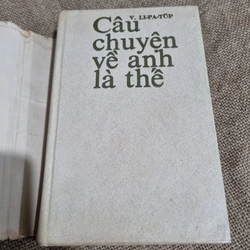 V. LI-PA-TỐP
Câu
chuyện
về anh
là thế